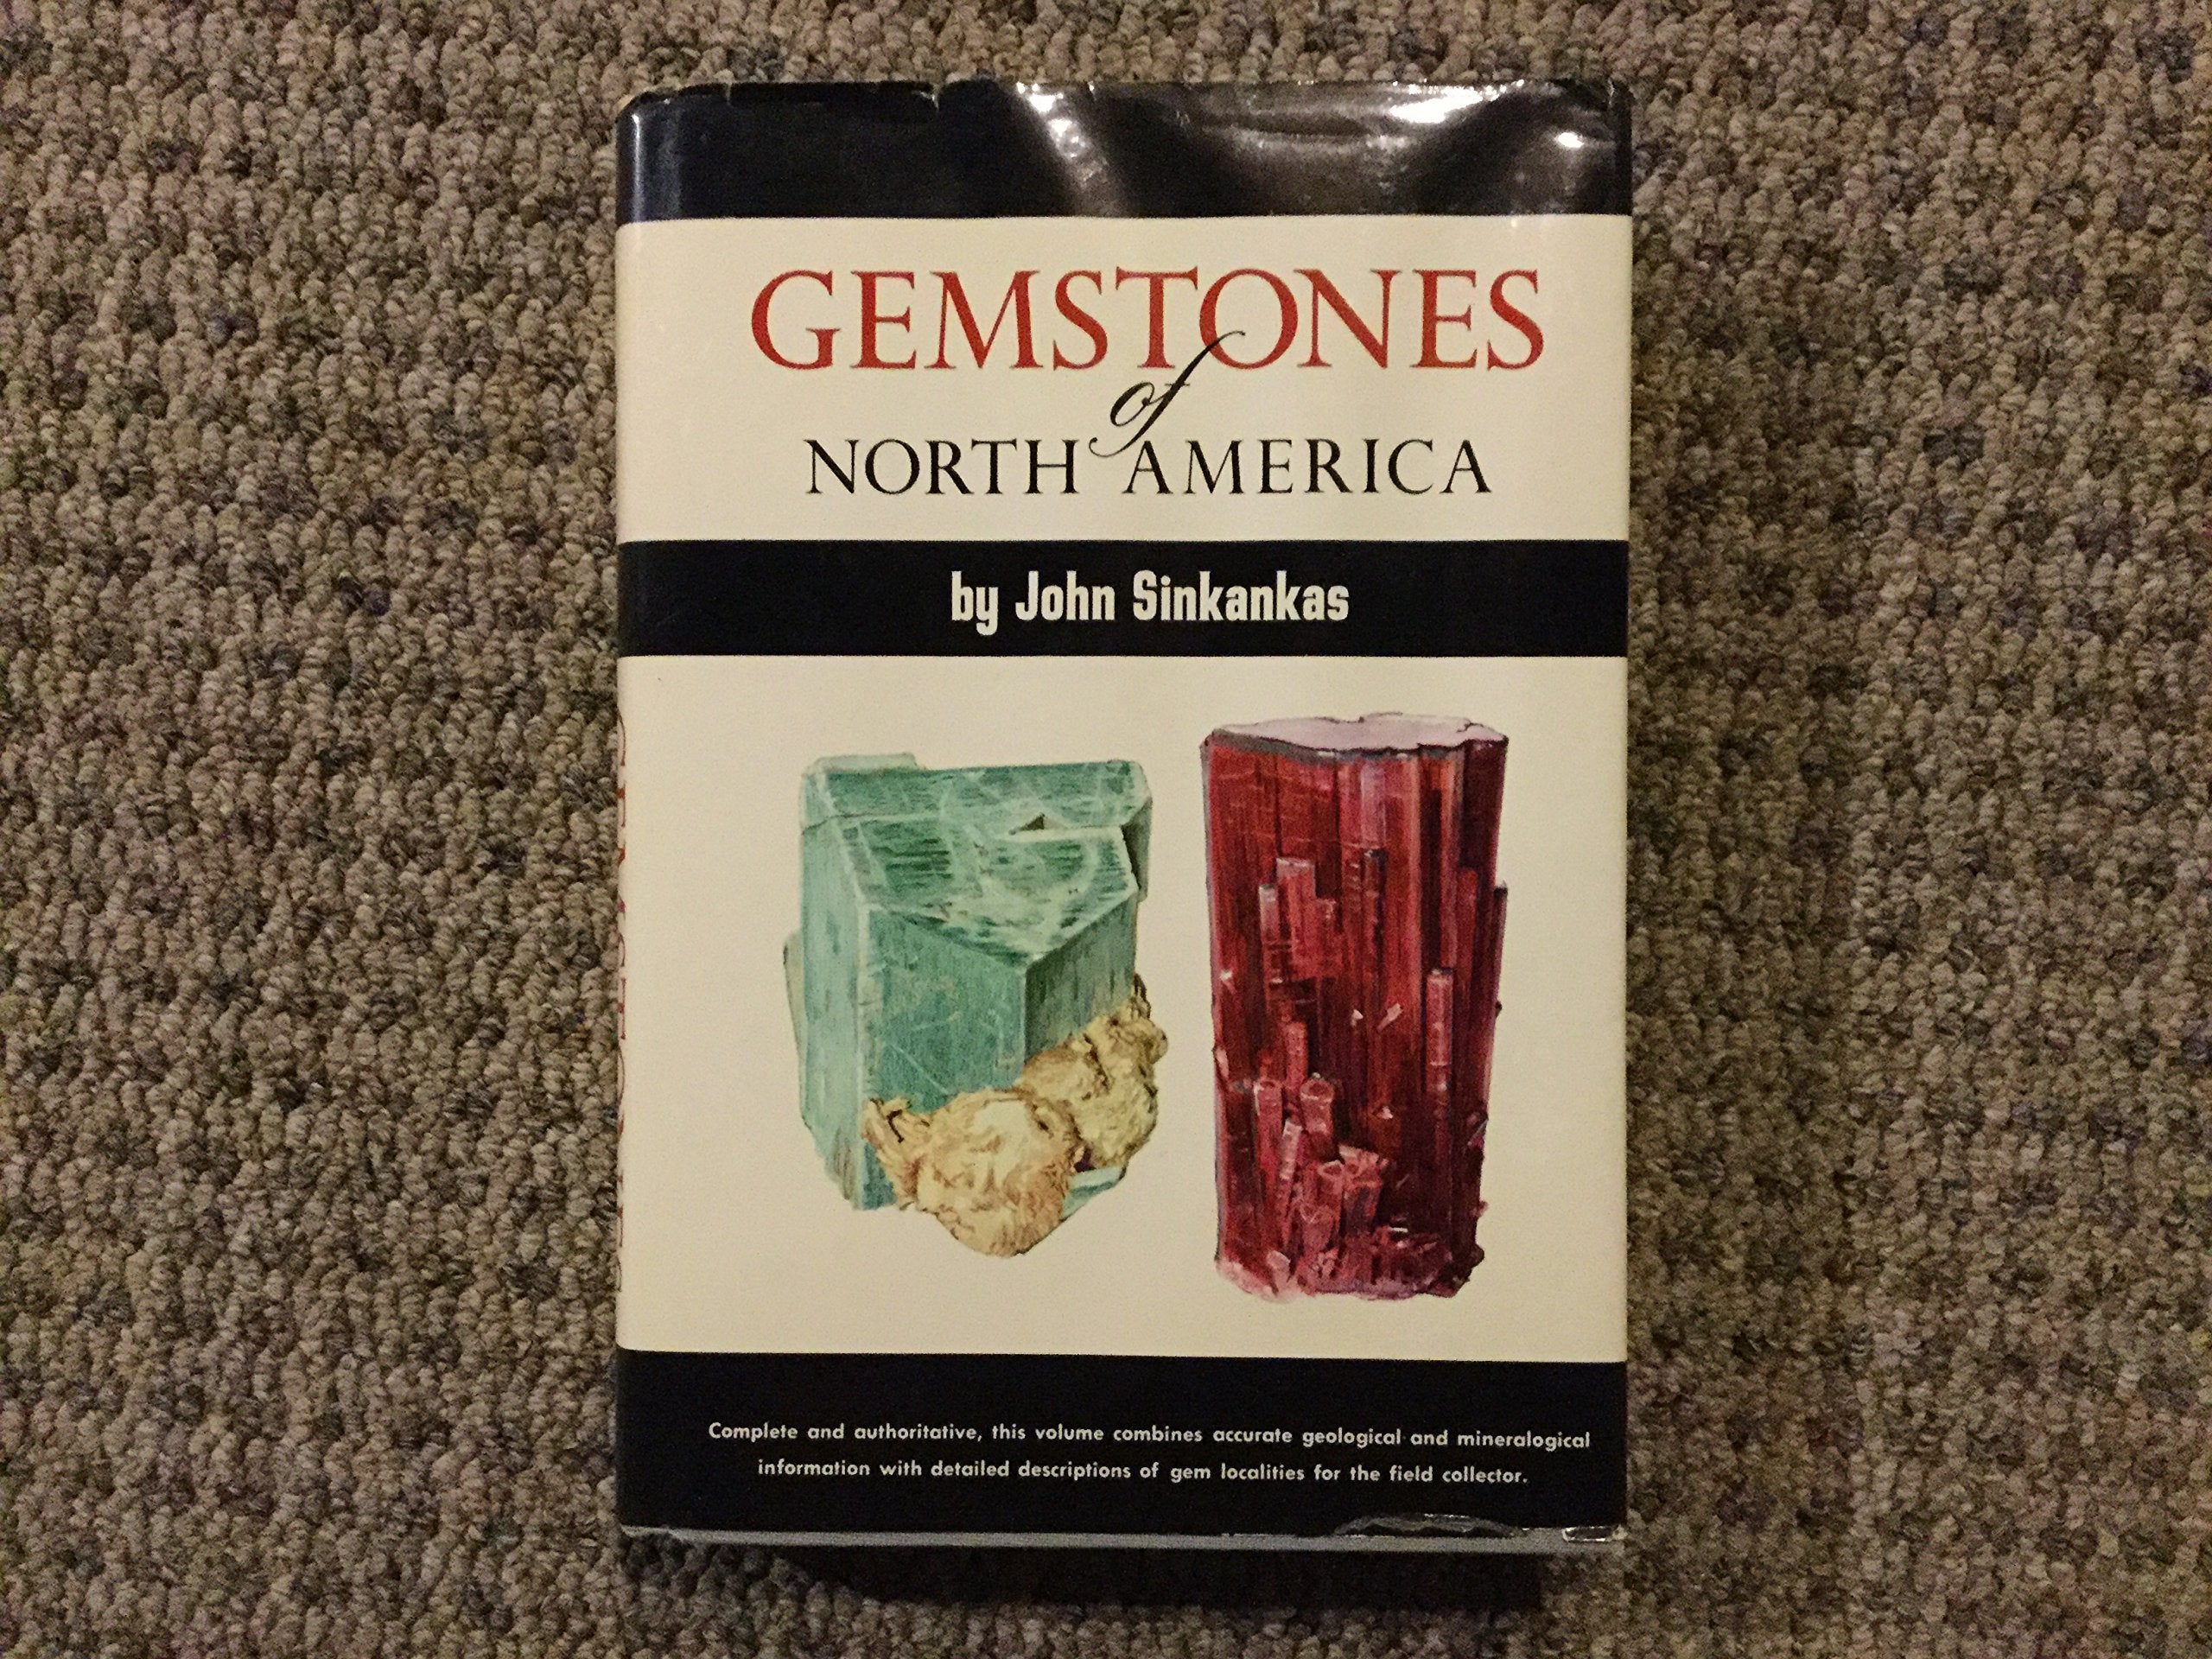 GEMSTONES
of
NORTH AMERICA
by John Sinkankas
Complete and authoritative, this volume combines accurate geological and mineralogical
information with detailed descriptions of gem localities for the field collector.